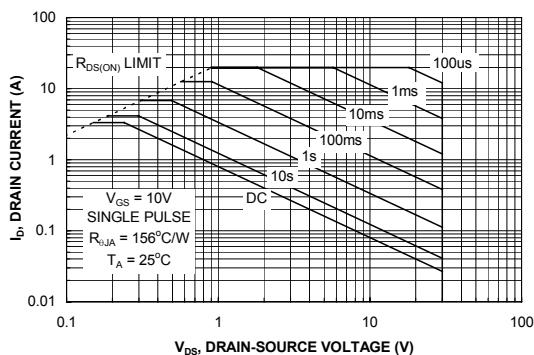 100
R_DS(ON) LIMIT
100us
10
1ms
10ms
1
100ms
1s
10s
V_GS = 10V
DC
SINGLE PULSE
0.1
R_θJA = 156°C/W
T_A = 25°C
0.01
0.1
1
10
100
I_D, DRAIN CURRENT (A)
V_DS, DRAIN-SOURCE VOLTAGE (V)